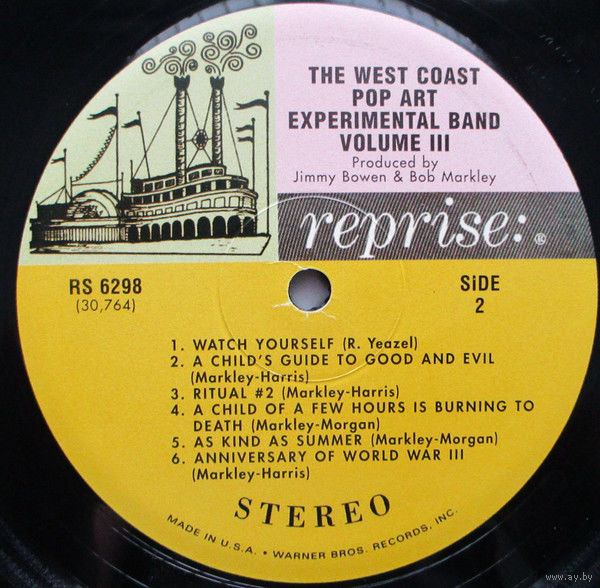 THE WEST COAST
POP ART
EXPERIMENTAL BAND
VOLUME III
Produced by
Jimmy Bowen & Bob Markley
reprise:®
RS 6298
(30,764)
SiDE
2
1. WATCH YOURSELF (R. Yeazel)
2. A CHILD'S GUIDE TO GOOD AND EVIL
(Markley-Harris)
3. RITUAL #2 (Markley-Harris)
4. A CHILD OF A FEW HOURS IS BURNING TO
DEATH (Markley-Morgan)
5. AS KIND AS SUMMER (Markley-Morgan)
6. ANNIVERSARY OF WORLD WAR III
(Markley-Harris)
STEREO
MADE IN U.S.A. • WARNER BROS. RECORDS, INC.
www.ay.by